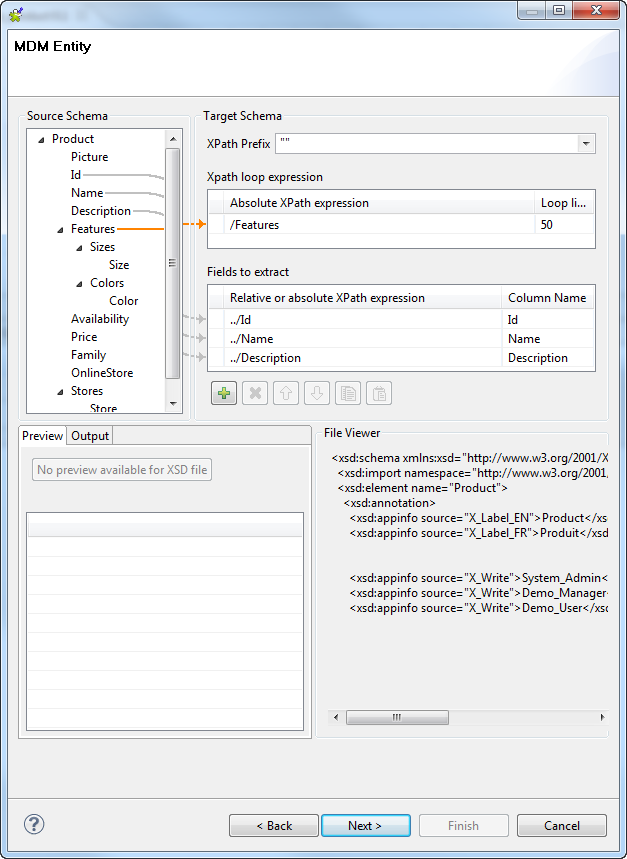 MDM Entity
Source Schema
Product
Picture
Id
Name
Description
Features
Sizes
Size
Colors
Color
Availability
Price
Family
OnlineStore
Stores
Store
Target Schema
XPath Prefix ""
Xpath loop expression
Absolute XPath expression Loop li...
/Features 50
Fields to extract
Relative or absolute XPath expression Column Name
../Id Id
../Name Name
../Description Description
Preview Output
No preview available for XSD file
File Viewer
<xsd:schema xmlns:xsd="http://www.w3.org/2001/X
<xsd:import namespace="http://www.w3.org/2001/
<xsd:element name="Product">
<xsd:annotation>
<xsd:appinfo source="X_Label_EN">Product</xs
<xsd:appinfo source="X_Label_FR">Produit</xsd
<xsd:appinfo source="X_Write">System_Admin<
<xsd:appinfo source="X_Write">Demo_Manager<
<xsd:appinfo source="X_Write">Demo_User</xsd
?
< Back
Next >
Finish
Cancel